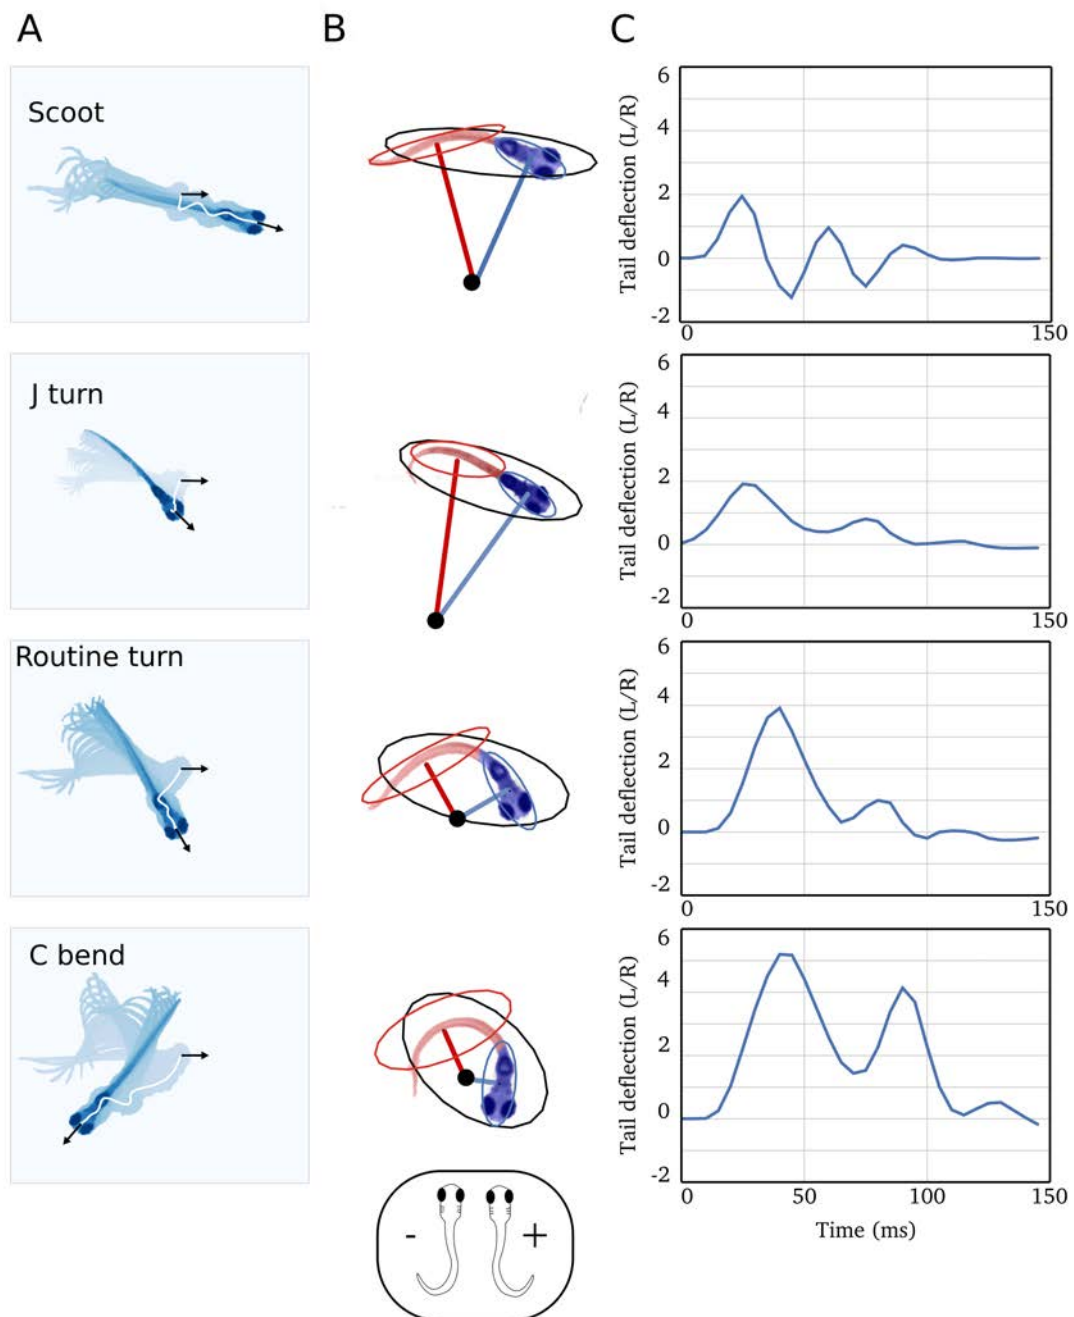 A
B
C
Scoot
Tail deflection (L/R)
6
4
2
0
-2
0
150
J turn
Tail deflection (L/R)
6
4
2
0
-2
0
150
Routine turn
Tail deflection (L/R)
6
4
2
0
-2
0
150
C bend
Tail deflection (L/R)
6
4
2
0
-2
0
50
100
150
Time (ms)
-
+